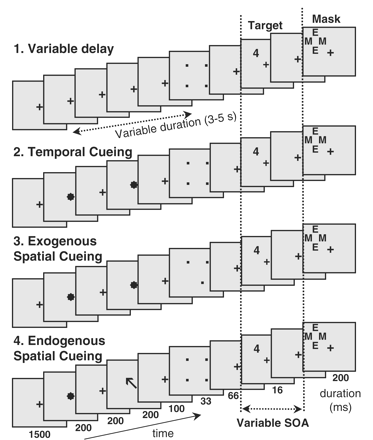 Target
Mask
1. Variable delay
4
E
M M
E
Variable duration (3-5 s)
2. Temporal Cueing
4
E
M M
E
3. Exogenous
Spatial Cueing
4
E
M M
E
4. Endogenous
Spatial Cueing
4
E
M M
E
1500
200
200
200
100
33
66
16
200
duration
(ms)
time
Variable SOA